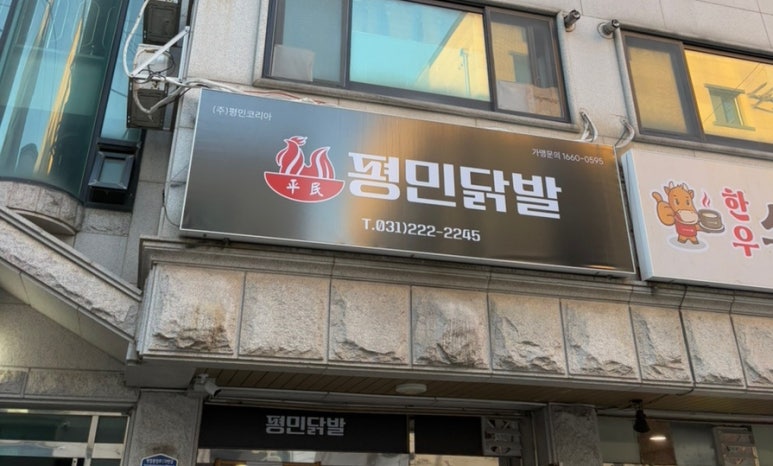 (주)평민코리아
가맹문의 1660-0595
平民
평민닭발
T.031)222-2245
한우
평민닭발